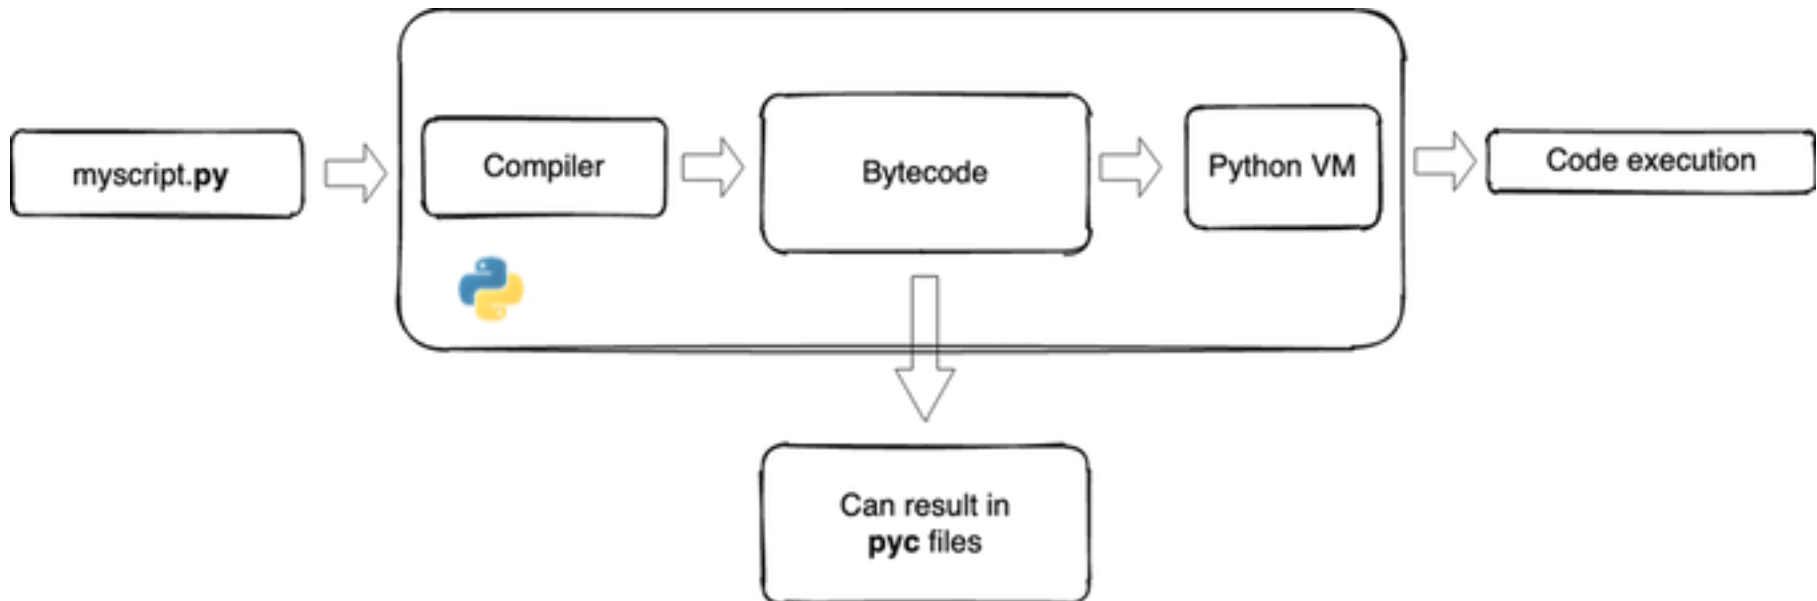 myscript.py
Compiler
Bytecode
Python VM
Code execution
Can result in
pyc files